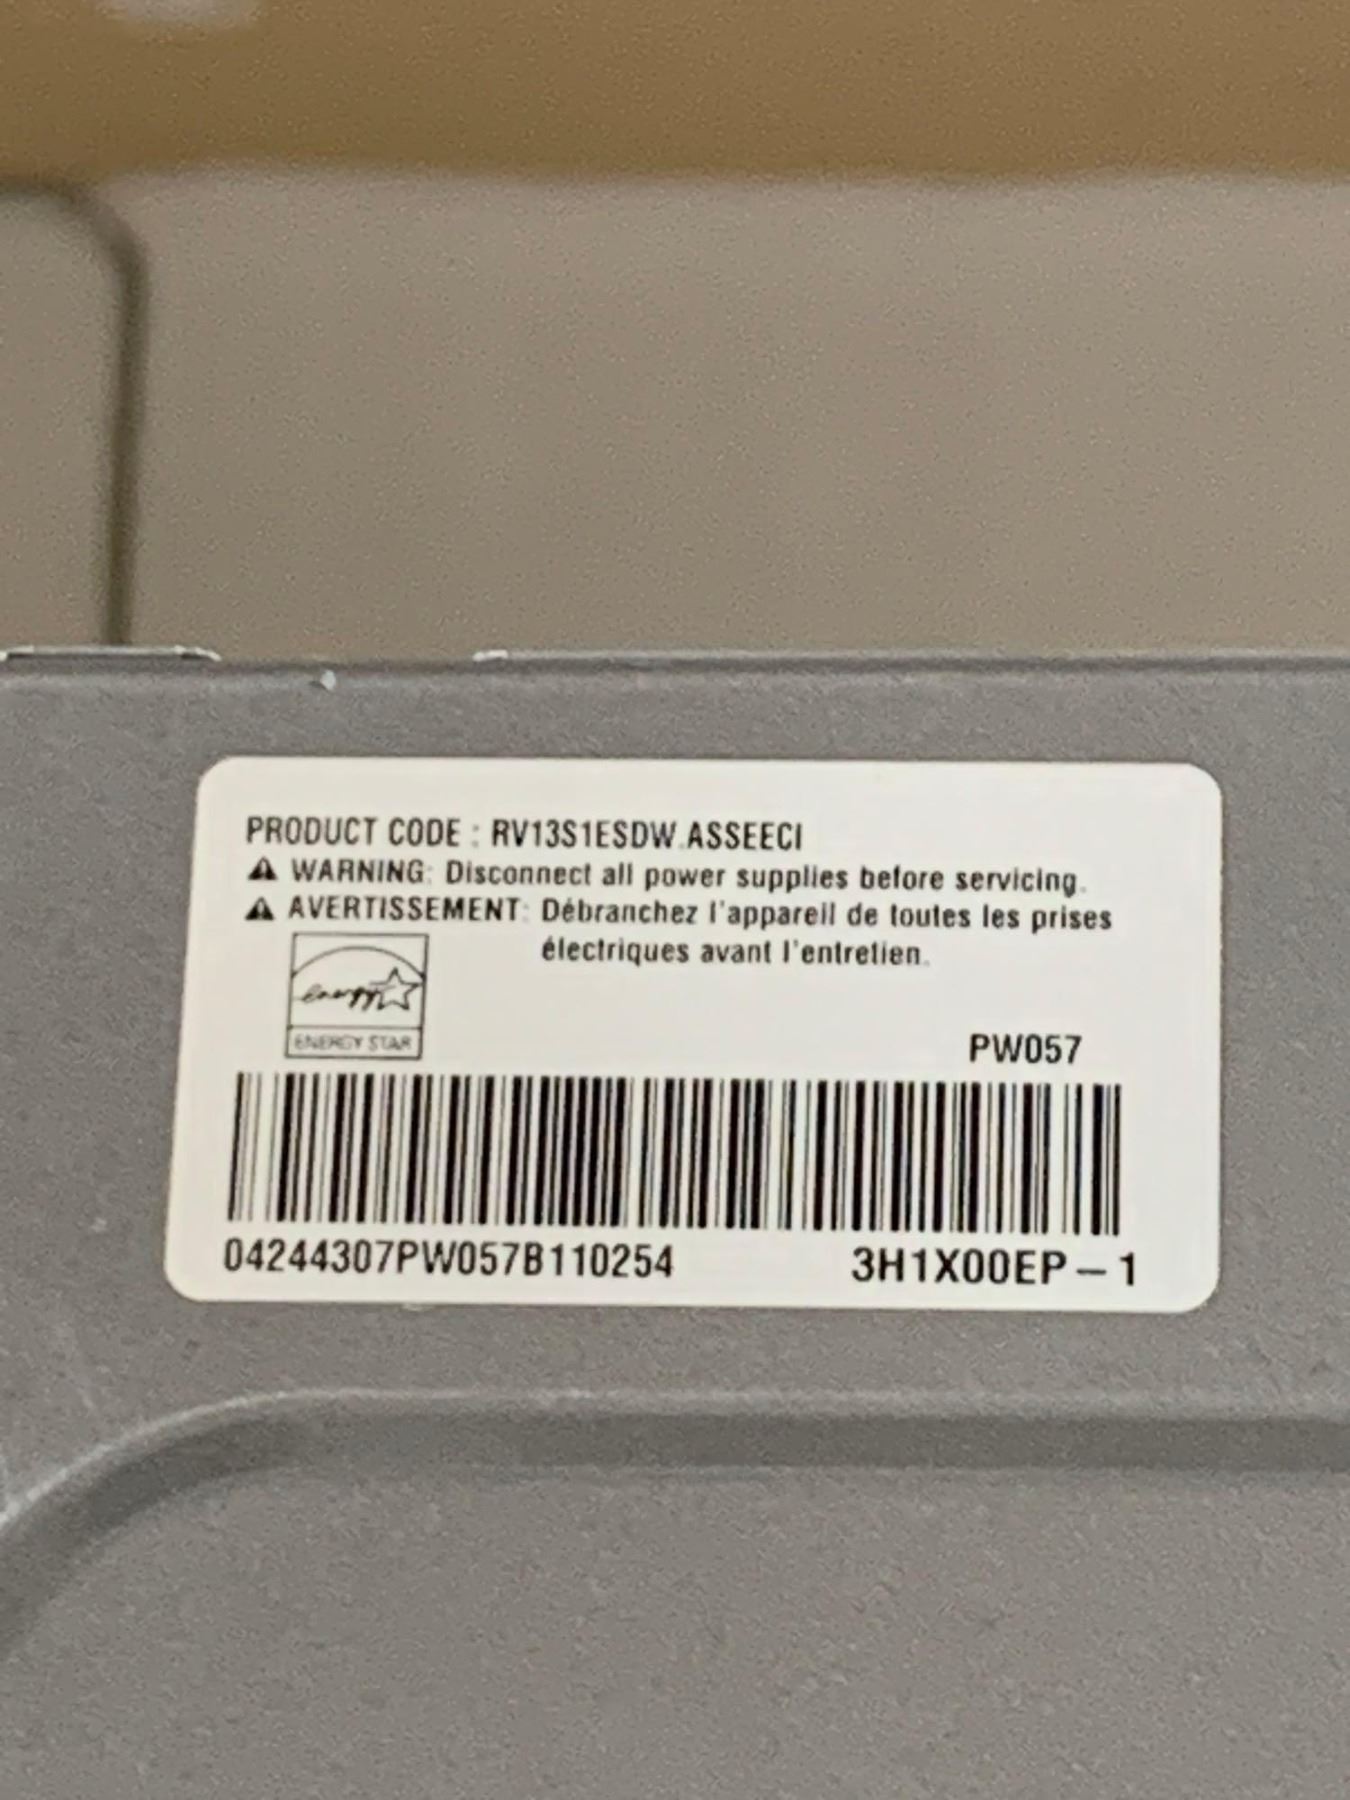 PRODUCT CODE : RV13S1ESDW.ASSEECI
⚠ WARNING: Disconnect all power supplies before servicing.
⚠ AVERTISSEMENT: Débranchez l'appareil de toutes les prises
électriques avant l'entretien.
energy
ENERGY STAR
PW057
04244307PW057B110254 3H1X00EP-1